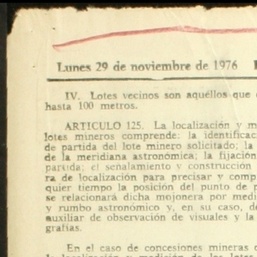 Lunes 29 de noviembre de 1976
IV. Lotes vecinos son aquéllos que
hasta 100 metros.
ARTICULO 125. La localización y m
lotes mineros comprende: la identificac
de partida del lote minero solicitado; la
de la meridiana astronómica; la fijación
partida; el señalamiento y construcción
ra de localización para precisar y comp
quier tiempo la posición del punto de p
se relacionará dicha mojonera por medi
y rumbo astronómico y, en su caso, de
auxiliar de observación de visuales y la
grafías.
En el caso de concesiones mineras e